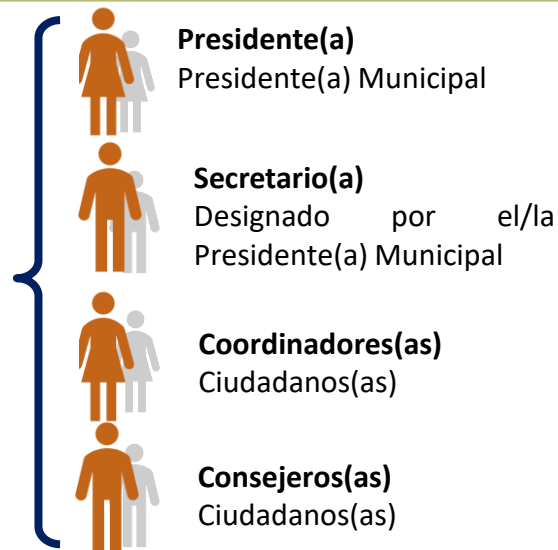 Presidente(a)
Presidente(a) Municipal
Secretario(a)
Designado por el/la
Presidente(a) Municipal
Coordinadores(as)
Ciudadanos(as)
Consejeros(as)
Ciudadanos(as)